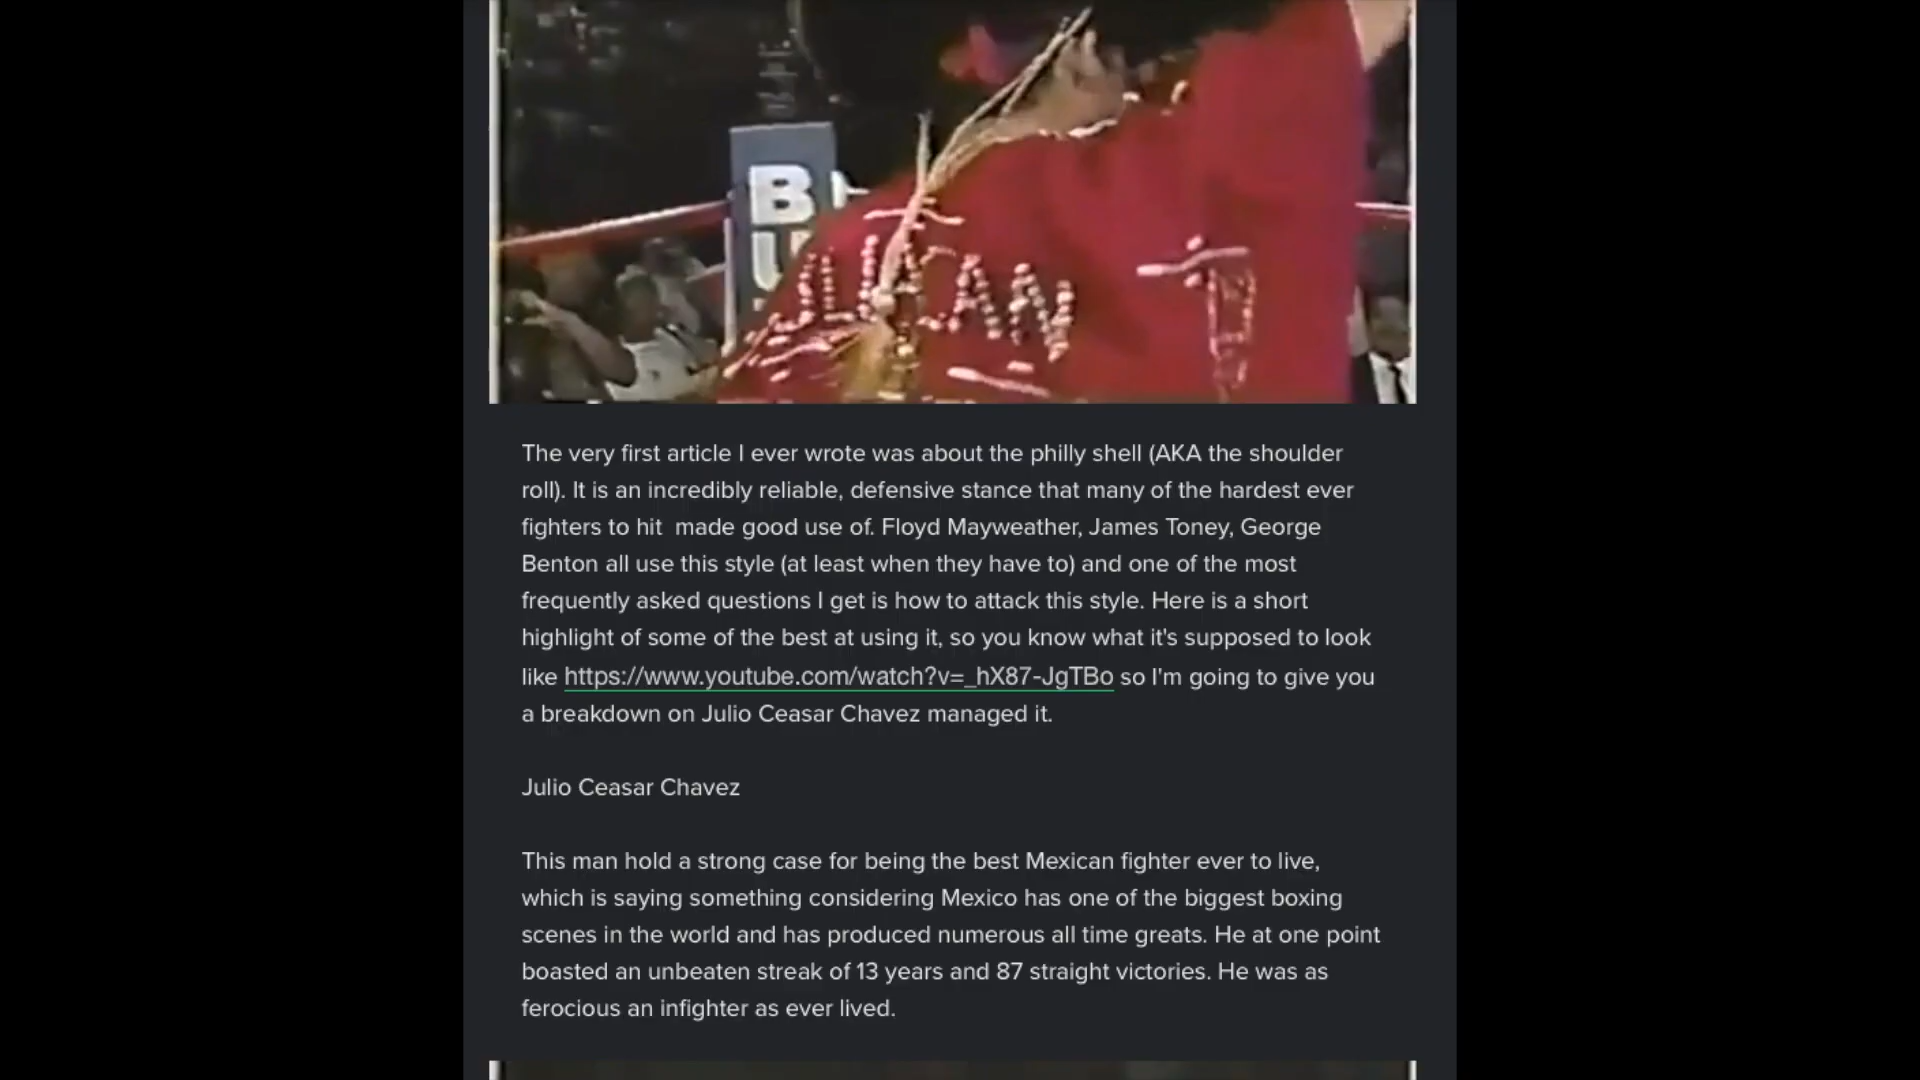 B
U
JULIACAN
The very first article I ever wrote was about the philly shell (AKA the shoulder
roll). It is an incredibly reliable, defensive stance that many of the hardest ever
fighters to hit  made good use of. Floyd Mayweather, James Toney, George
Benton all use this style (at least when they have to) and one of the most
frequently asked questions I get is how to attack this style. Here is a short
highlight of some of the best at using it, so you know what it's supposed to look
like https://www.youtube.com/watch?v=_hX87-JgTBo so I'm going to give you
a breakdown on Julio Ceasar Chavez managed it.
Julio Ceasar Chavez
This man hold a strong case for being the best Mexican fighter ever to live,
which is saying something considering Mexico has one of the biggest boxing
scenes in the world and has produced numerous all time greats. He at one point
boasted an unbeaten streak of 13 years and 87 straight victories. He was as
ferocious an infighter as ever lived.